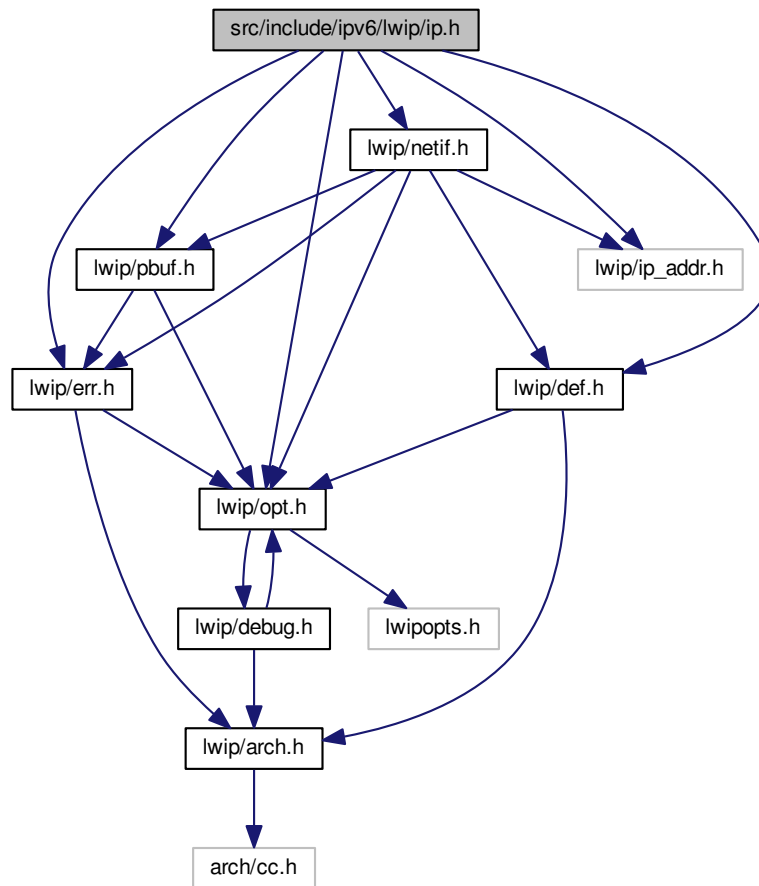 src/include/ipv6/lwip/ip.h
lwip/netif.h
lwip/pbuf.h
lwip/ip_addr.h
lwip/err.h
lwip/def.h
lwip/opt.h
lwip/debug.h
lwipopts.h
lwip/arch.h
arch/cc.h